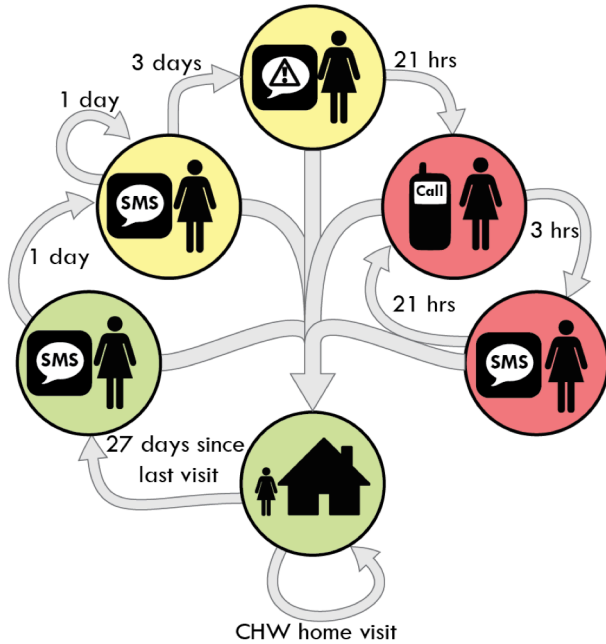 3 days
21 hrs
1 day
SMS
Call
3 hrs
1 day
21 hrs
SMS
SMS
27 days since
last visit
CHW home visit